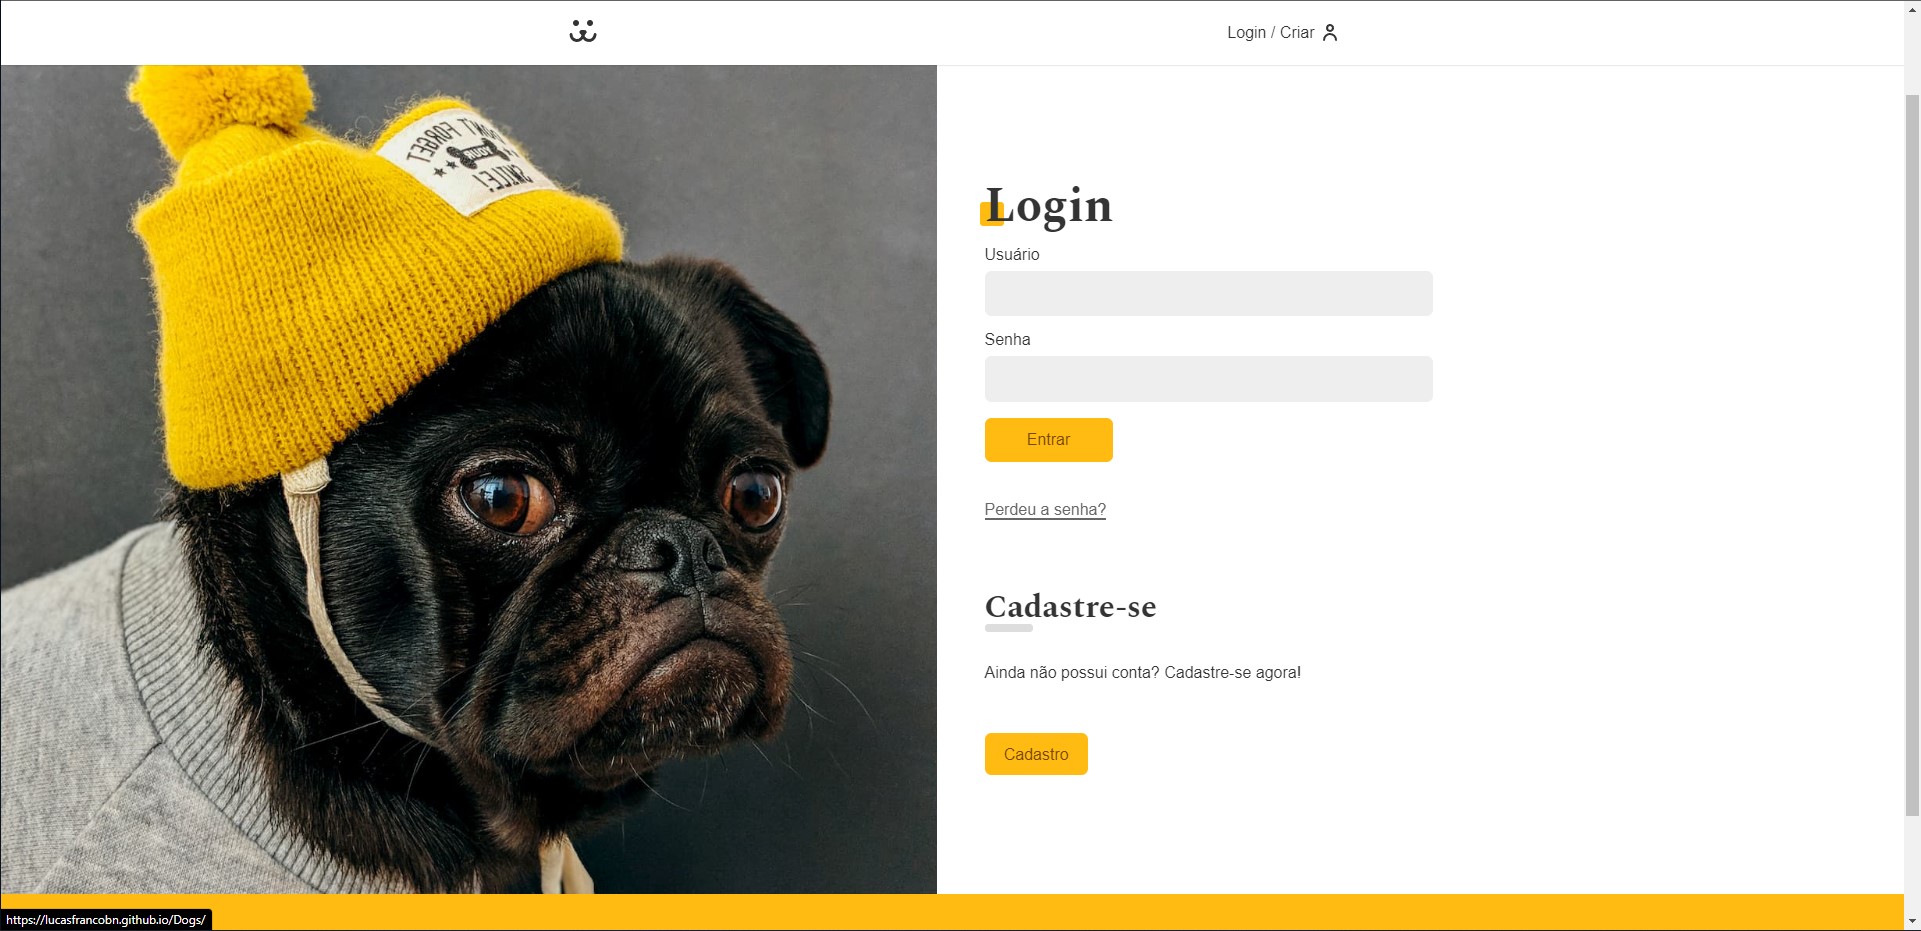 Login / Criar
DON'T FORGET
YOUR
SMILE!
Login
Usuário
Senha
Entrar
Perdeu a senha?
Cadastre-se
Ainda não possui conta? Cadastre-se agora!
Cadastro
https://lucasfrancobn.github.io/Dogs/